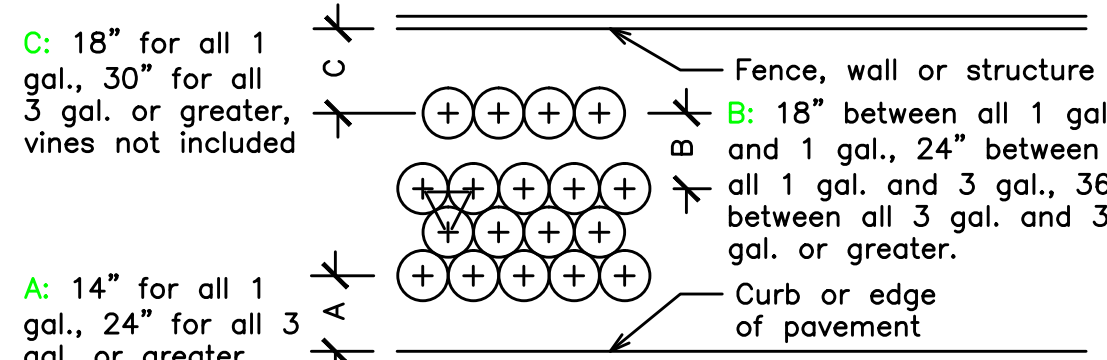 C: 18” for all 1
gal., 30” for all
3 gal. or greater,
vines not included
C
Fence, wall or structure
B: 18” between all 1 gal
and 1 gal., 24” between
all 1 gal. and 3 gal., 36
between all 3 gal. and 3
gal. or greater.
B
A: 14” for all 1
gal., 24” for all 3
gal. or greater
A
Curb or edge
of pavement